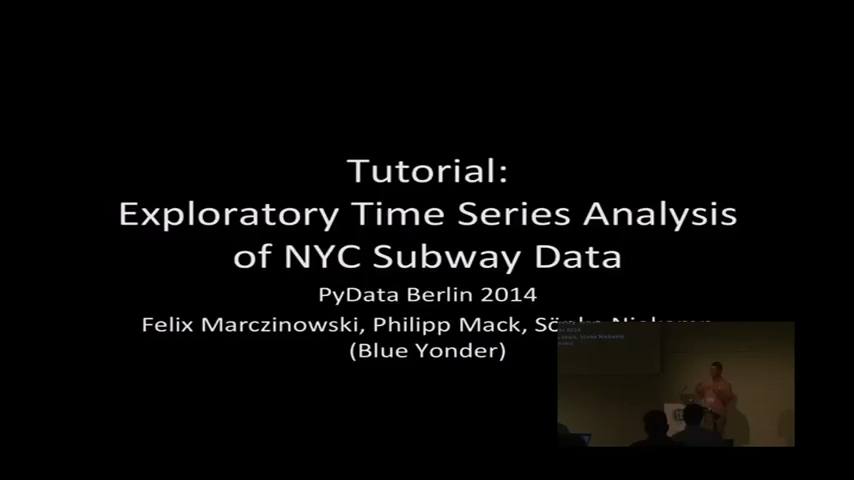 Tutorial:
Exploratory Time Series Analysis
of NYC Subway Data
PyData Berlin 2014
Felix Marczinowski, Philipp Mack,
(Blue Yonder)